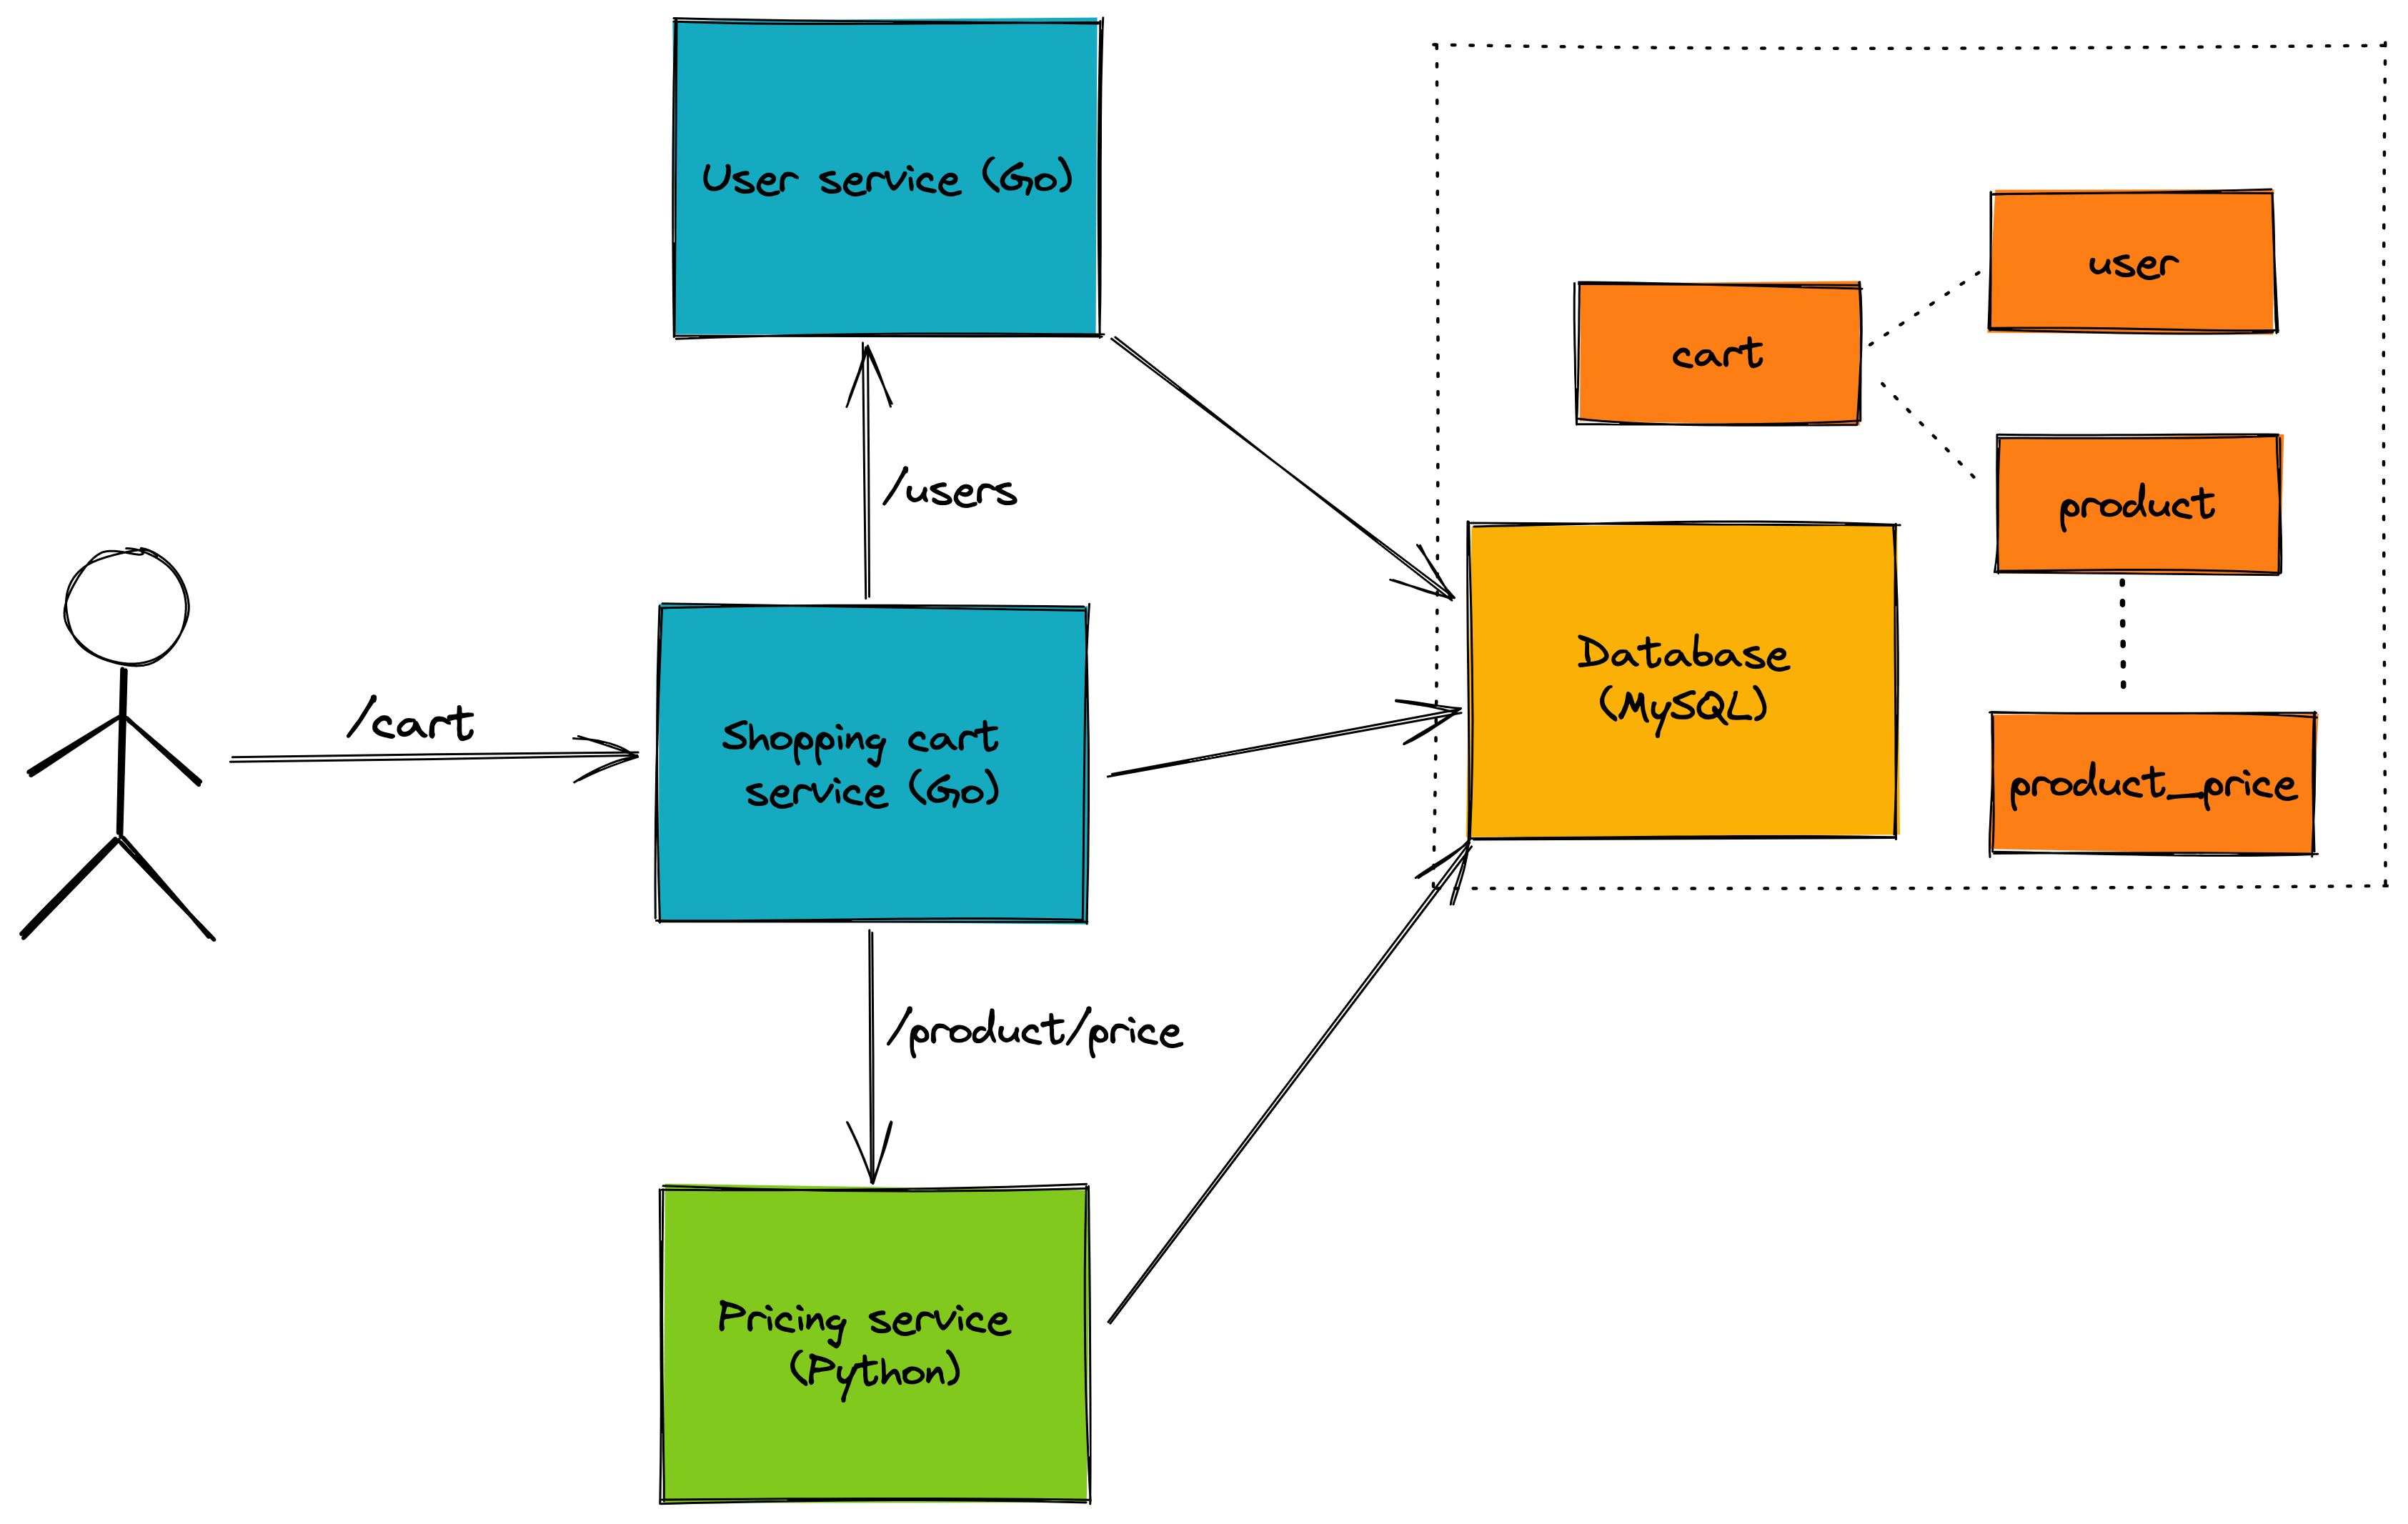 User service (Go)
/users
/cart
Shopping cart
service (Go)
/product/price
Pricing service
(Python)
cart
user
product
Database
(MySQL)
product_price